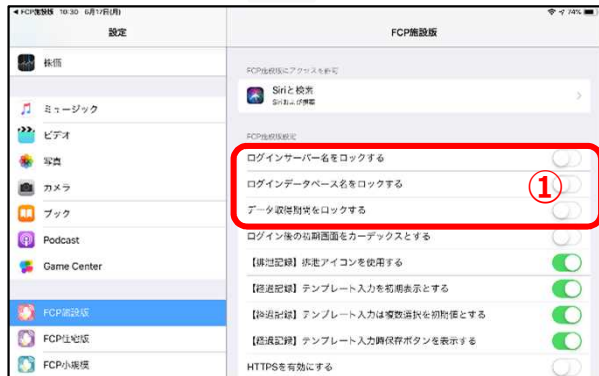 ◀FCP施設版 10:30 6月17日(月)
74%
設定
FCP施設版
株価
ミュージック
ビデオ
写真
カメラ
ブック
Podcast
Game Center
FCP施設版
FCP住宅版
FCP小規模
FCP施設版にアクセスを許可
Siriと検索
Siriおよび検索
FCP施設版設定
ログインサーバー名をロックする
ログインデータベース名をロックする
①
データ取得期間をロックする
ログイン後の初期画面をカーデックスとする
【排泄記録】排泄アイコンを使用する
【経過記録】テンプレート入力を初期表示とする
【経過記録】テンプレート入力は複数選択を初期値とする
【経過記録】テンプレート入力時保存ボタンを表示する
HTTPSを有効にする